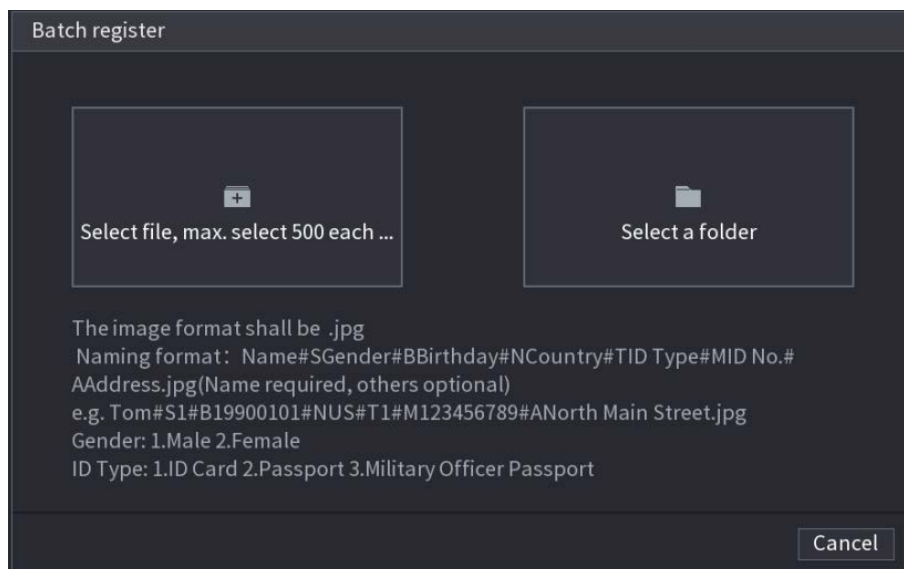 Batch register
Select file, max. select 500 each ...
Select a folder
The image format shall be .jpg
Naming format: Name#SGender#BBirthday#NCountry#TID Type#MID No.#
AAddress.jpg(Name required, others optional)
e.g. Tom#S1#B19900101#NUS#T1#M123456789#ANorth Main Street.jpg
Gender: 1.Male 2.Female
ID Type: 1.ID Card 2.Passport 3.Military Officer Passport
Cancel